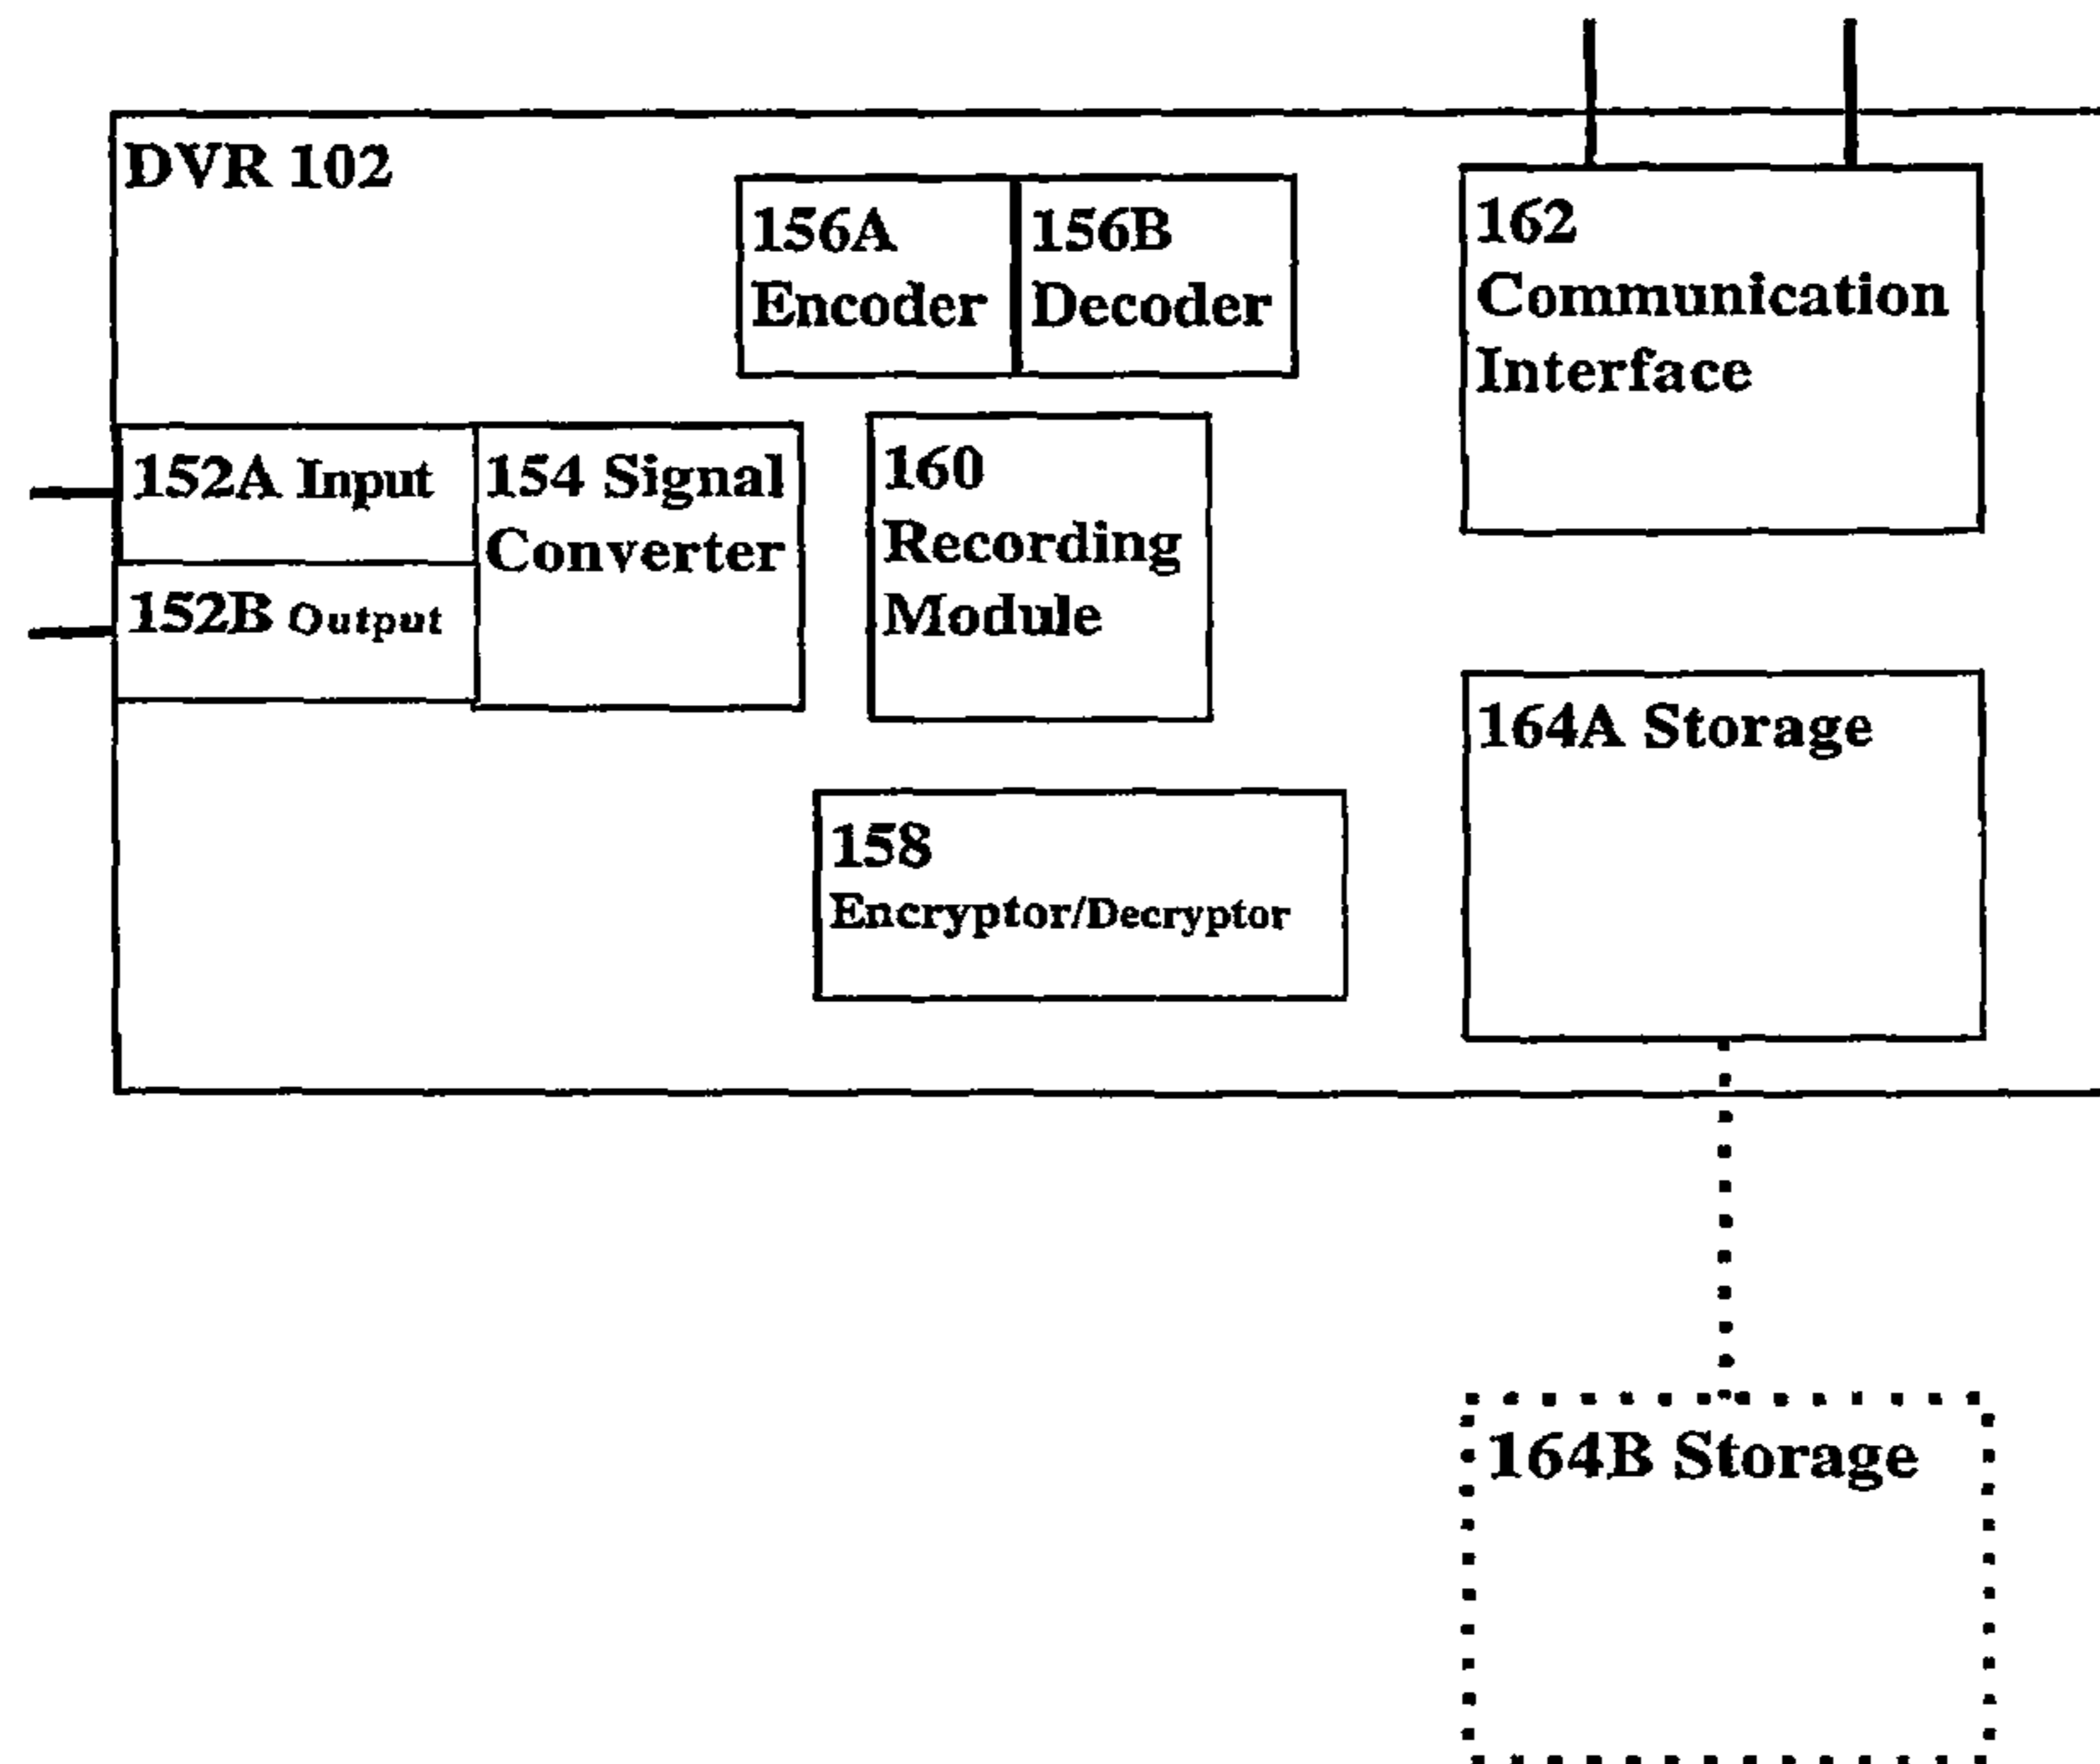 DVR 102
156A
Encoder
156B
Decoder
162
Communication
Interface
152A Input
152B Output
154 Signal
Converter
160
Recording
Module
164A Storage
158
Encryptor/Decryptor
164B Storage